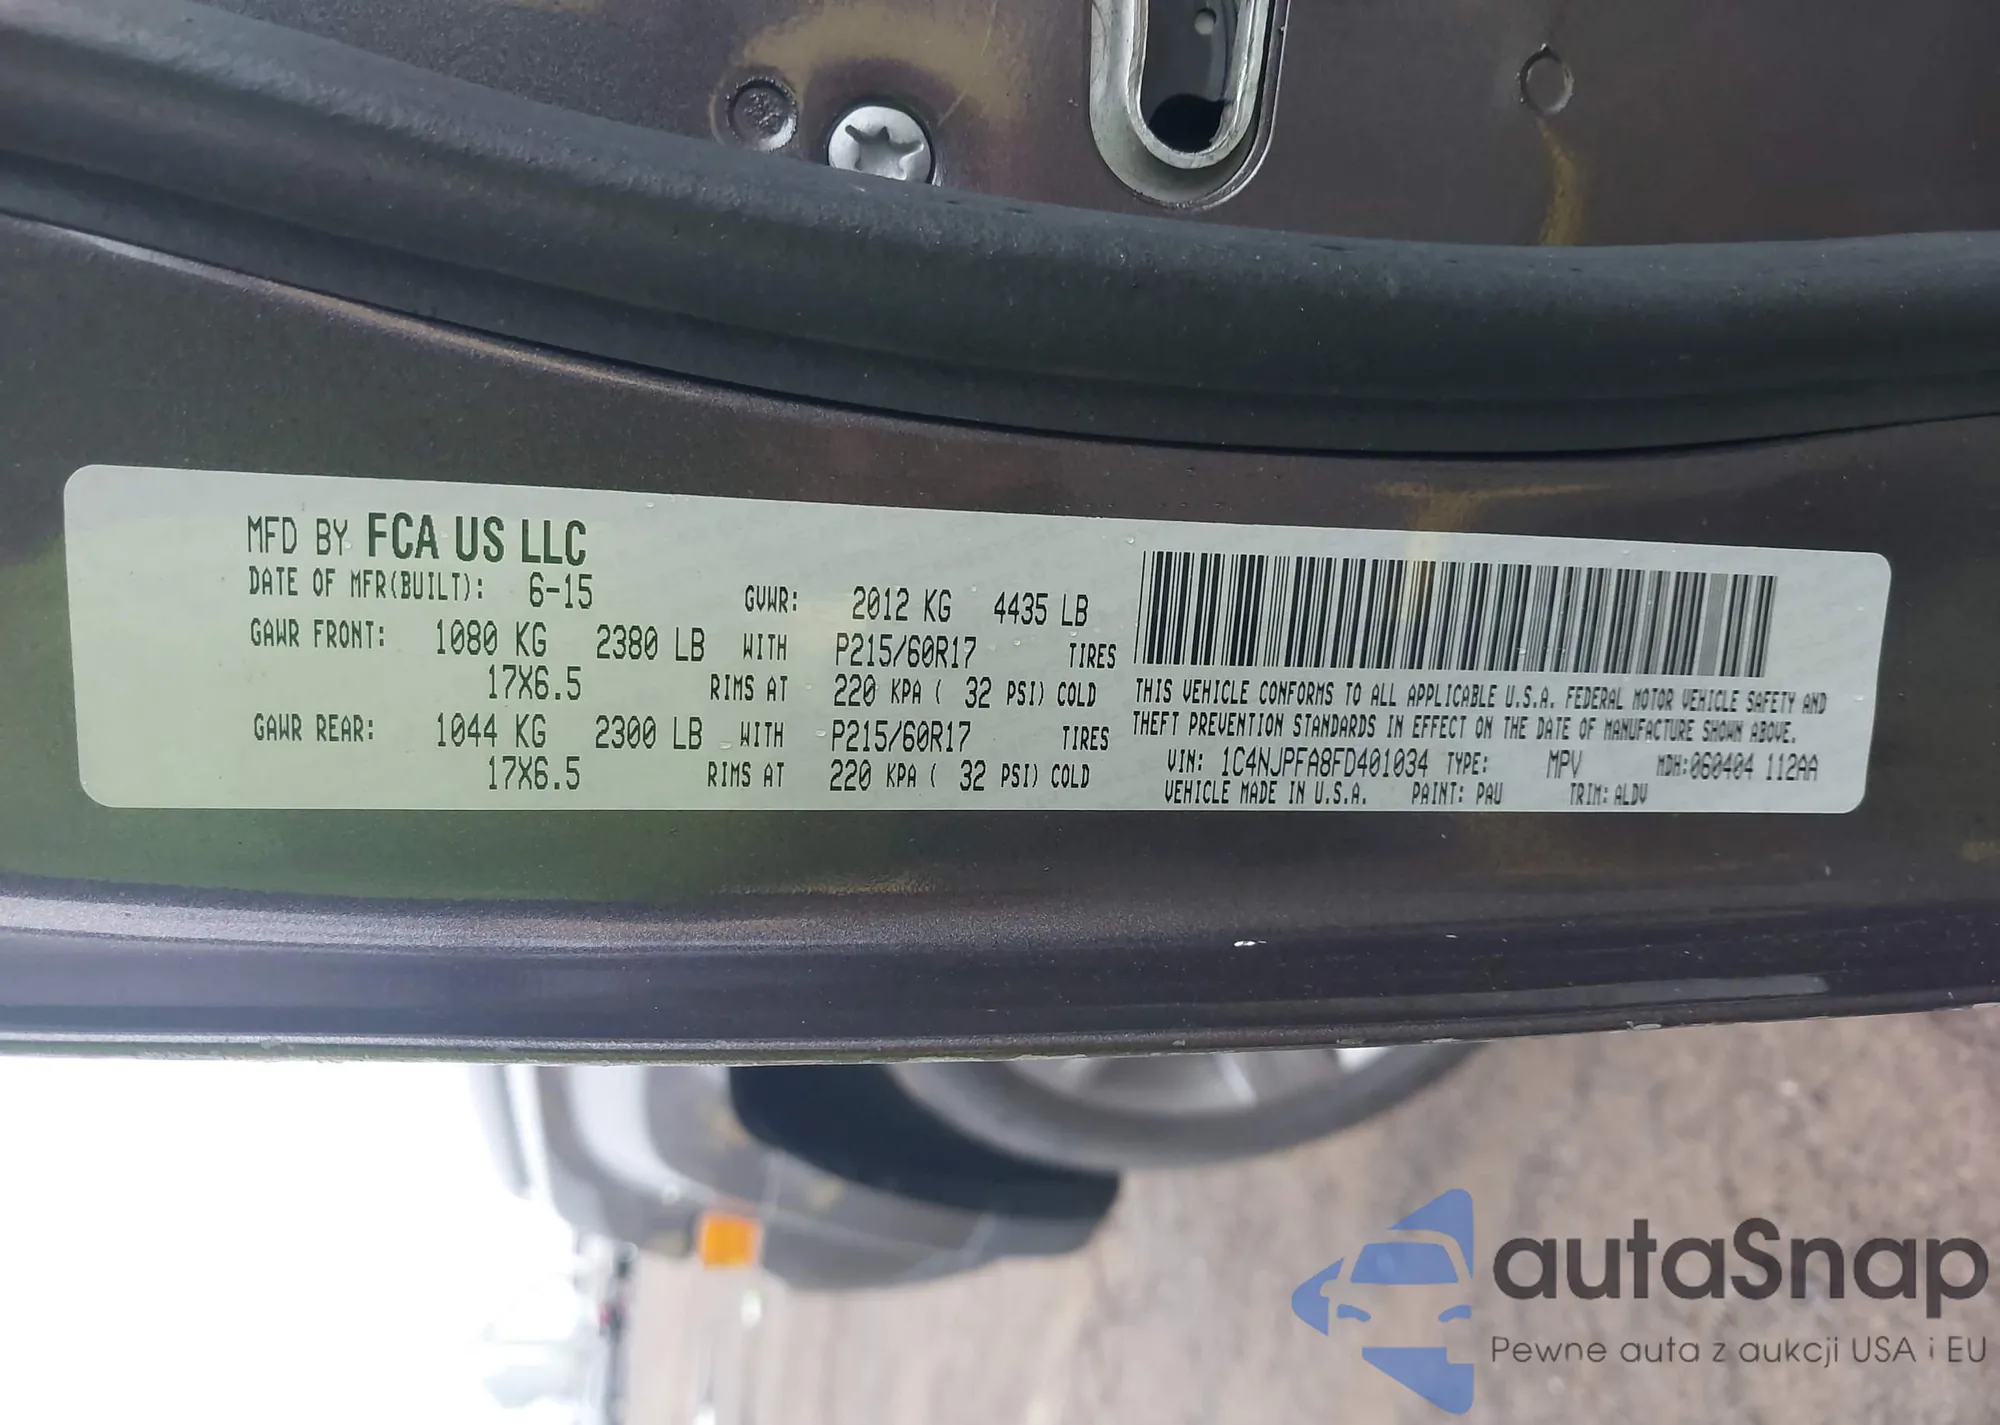 MFD BY FCA US LLC
DATE OF MFR(BUILT): 6-15 GVWR: 2012 KG 4435 LB
GAWR FRONT: 1080 KG 2380 LB WITH P215/60R17 TIRES
17X6.5 RIMS AT 220 KPA ( 32 PSI) COLD
GAWR REAR: 1044 KG 2300 LB WITH P215/60R17 TIRES
17X6.5 RIMS AT 220 KPA ( 32 PSI) COLD
THIS VEHICLE CONFORMS TO ALL APPLICABLE U.S.A. FEDERAL MOTOR VEHICLE SAFETY AND
THEFT PREVENTION STANDARDS IN EFFECT ON THE DATE OF MANUFACTURE SHOWN ABOVE.
VIN: 1C4NJPFA8FD401034 TYPE: MPV MDH:060404 112AA
VEHICLE MADE IN U.S.A. PAINT: PAU TRIM: ALDV
autaSnap
Pewne auta z aukcji USA i EU